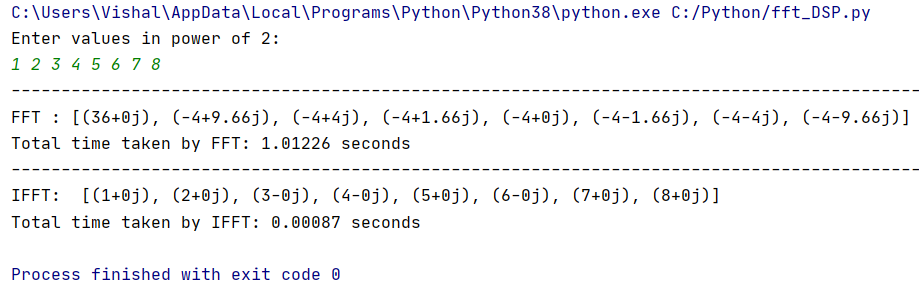 C:\Users\Vishal\AppData\Local\Programs\Python\Python38\python.exe C:/Python/fft_DSP.py
Enter values in power of 2:
1 2 3 4 5 6 7 8
-------------------------------------------------------------------------------------------
FFT : [(36+0j), (-4+9.66j), (-4+4j), (-4+1.66j), (-4+0j), (-4-1.66j), (-4-4j), (-4-9.66j)]
Total time taken by FFT: 1.01226 seconds
-------------------------------------------------------------------------------------------
IFFT:  [(1+0j), (2+0j), (3-0j), (4-0j), (5+0j), (6-0j), (7+0j), (8+0j)]
Total time taken by IFFT: 0.00087 seconds
Process finished with exit code 0